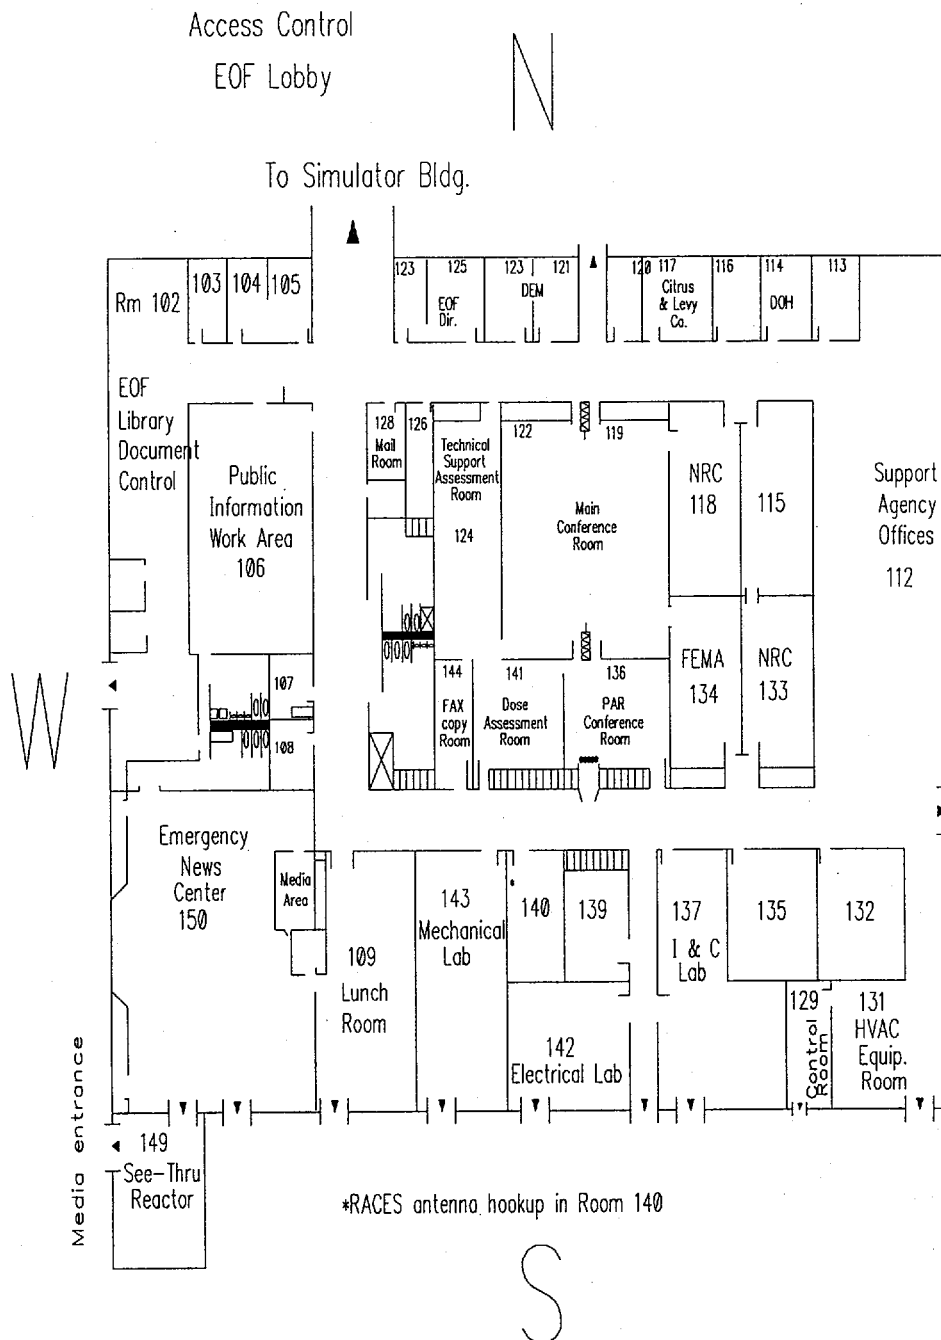 Access Control
EOF Lobby
N
To Simulator Bldg.
Rm 102
103
104
105
123
125
EOF
Dir.
123
DEM
121
120
117
Citrus
& Levy
Co.
116
114
DOH
113
EOF
Library
Document
Control
Public
Information
Work Area
106
128
Mail
Room
126
Technical
Support
Assessment
Room
124
122
119
Main
Conference
Room
NRC
118
115
Support
Agency
Offices
112
W
107
108
144
FAX
copy
Room
141
Dose
Assessment
Room
136
PAR
Conference
Room
FEMA
134
NRC
133
Emergency
News
Center
150
Media
Area
109
Lunch
Room
143
Mechanical
Lab
140
139
137
I & C
Lab
135
132
142
Electrical Lab
129
Control
Room
131
HVAC
Equip.
Room
Media entrance
149
See-Thru
Reactor
*RACES antenna hookup in Room 140
S